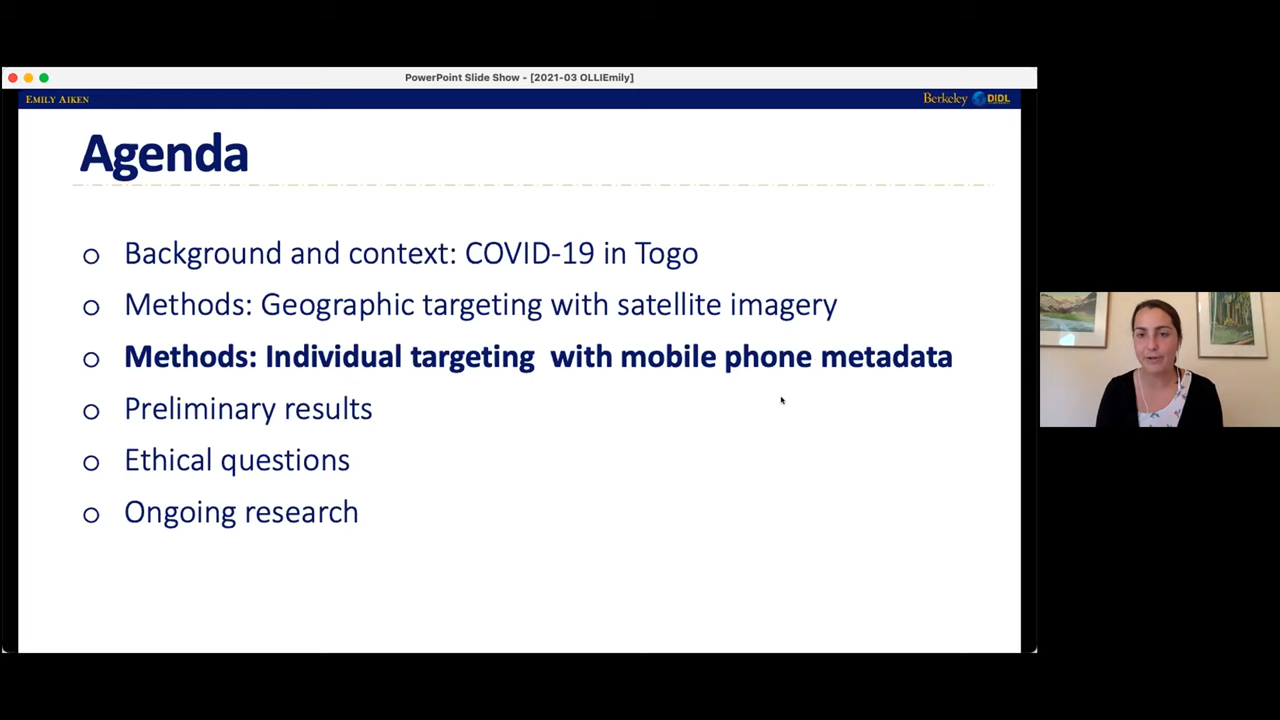 PowerPoint Slide Show - [2021-03 OLLIEmily]
EMILY AIKEN
Berkeley DIDL
Agenda
Background and context: COVID-19 in Togo
Methods: Geographic targeting with satellite imagery
Methods: Individual targeting with mobile phone metadata
Preliminary results
Ethical questions
Ongoing research